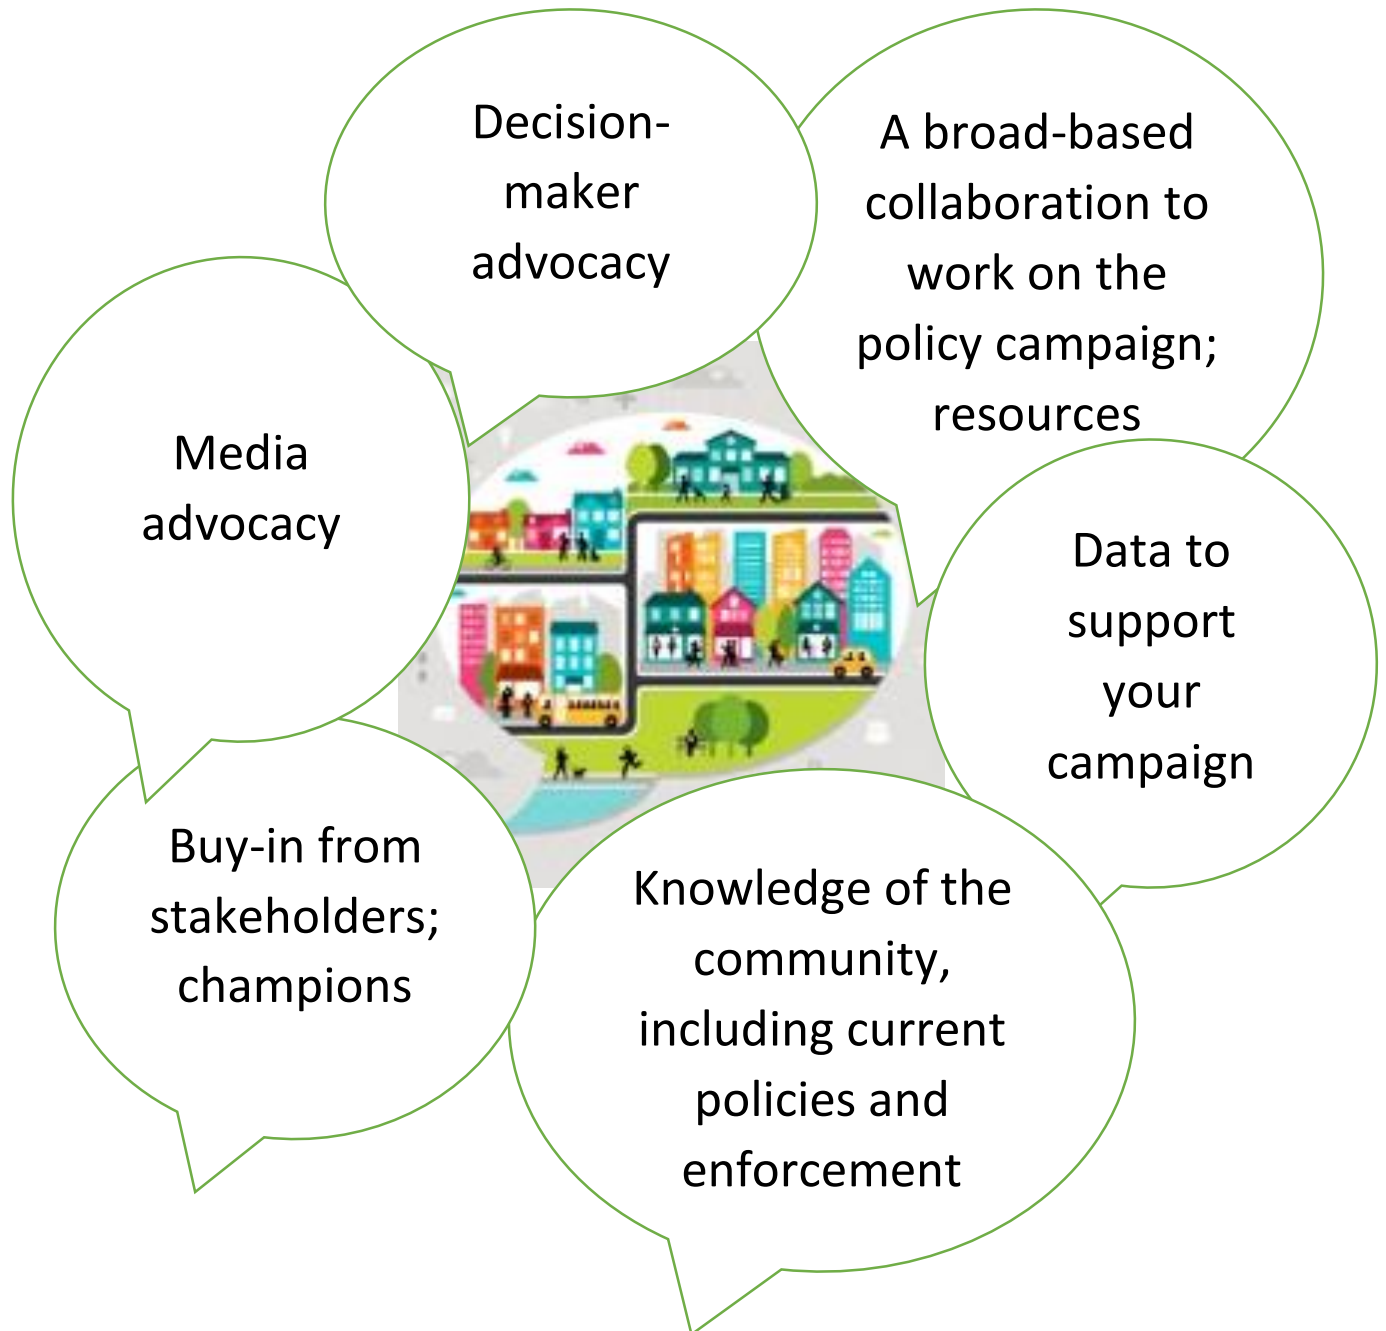 Decision-
maker
advocacy
A broad-based
collaboration to
work on the
policy campaign;
resources
Media
advocacy
Data to
support
your
campaign
Buy-in from
stakeholders;
champions
Knowledge of the
community,
including current
policies and
enforcement